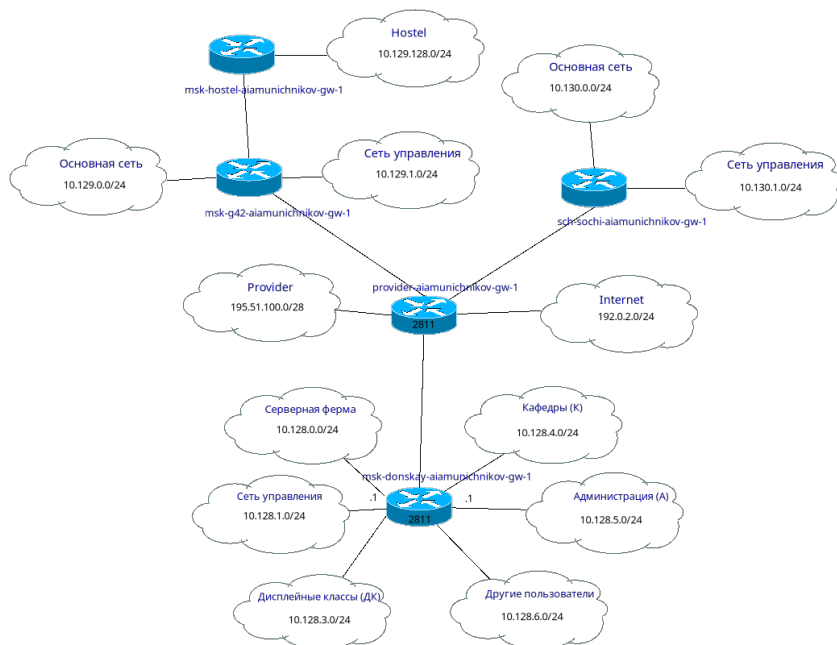 Hostel
10.129.128.0/24
msk-hostel-aiamunichnikov-gw-1
Основная сеть
10.130.0.0/24
Основная сеть
10.129.0.0/24
Сеть управления
10.129.1.0/24
msk-g42-aiamunichnikov-gw-1
Сеть управления
10.130.1.0/24
sch-sochi-aiamunichnikov-gw-1
Provider
195.51.100.0/28
provider-aiamunichnikov-gw-1
2811
Internet
192.0.2.0/24
Серверная ферма
10.128.0.0/24
Кафедры (К)
10.128.4.0/24
msk-donskay-aiamunichnikov-gw-1
Сеть управления
10.128.1.0/24
.1
.1
2811
Администрация (А)
10.128.5.0/24
Дисплейные классы (ДК)
10.128.3.0/24
Другие пользователи
10.128.6.0/24